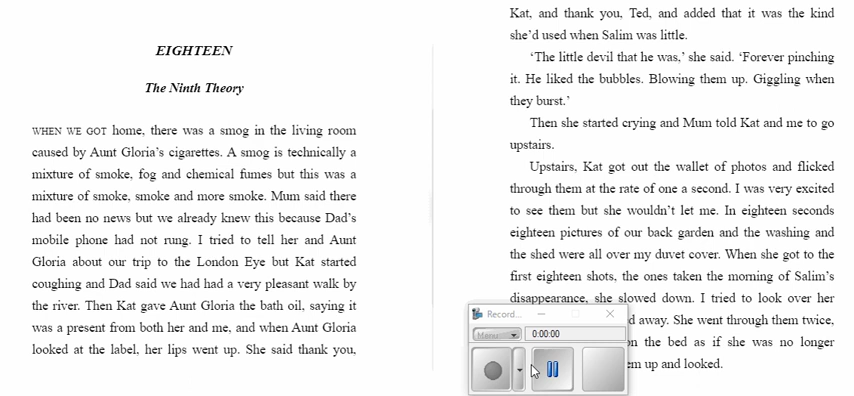 EIGHTEEN
The Ninth Theory
WHEN WE GOT home, there was a smog in the living room
caused by Aunt Gloria’s cigarettes. A smog is technically a
mixture of smoke, fog and chemical fumes but this was a
mixture of smoke, smoke and more smoke. Mum said there
had been no news but we already knew this because Dad’s
mobile phone had not rung. I tried to tell her and Aunt
Gloria about our trip to the London Eye but Kat started
coughing and Dad said we had had a very pleasant walk by
the river. Then Kat gave Aunt Gloria the bath oil, saying it
was a present from both her and me, and when Aunt Gloria
looked at the label, her lips went up. She said thank you,
Kat, and thank you, Ted, and added that it was the kind
she’d used when Salim was little.
‘The little devil that he was,’ she said. ‘Forever pinching
it. He liked the bubbles. Blowing them up. Giggling when
they burst.’
Then she started crying and Mum told Kat and me to go
upstairs.
Upstairs, Kat got out the wallet of photos and flicked
through them at the rate of one a second. I was very excited
to see them but she wouldn’t let me. In eighteen seconds
eighteen pictures of our back garden and the washing and
the shed were all over my duvet cover. When she got to the
first eighteen shots, the ones taken the morning of Salim’s
disappearance, she slowed down. I tried to look over her
d away. She went through them twice,
on the bed as if she was no longer
em up and looked.
Record...
Menu
0:00:00